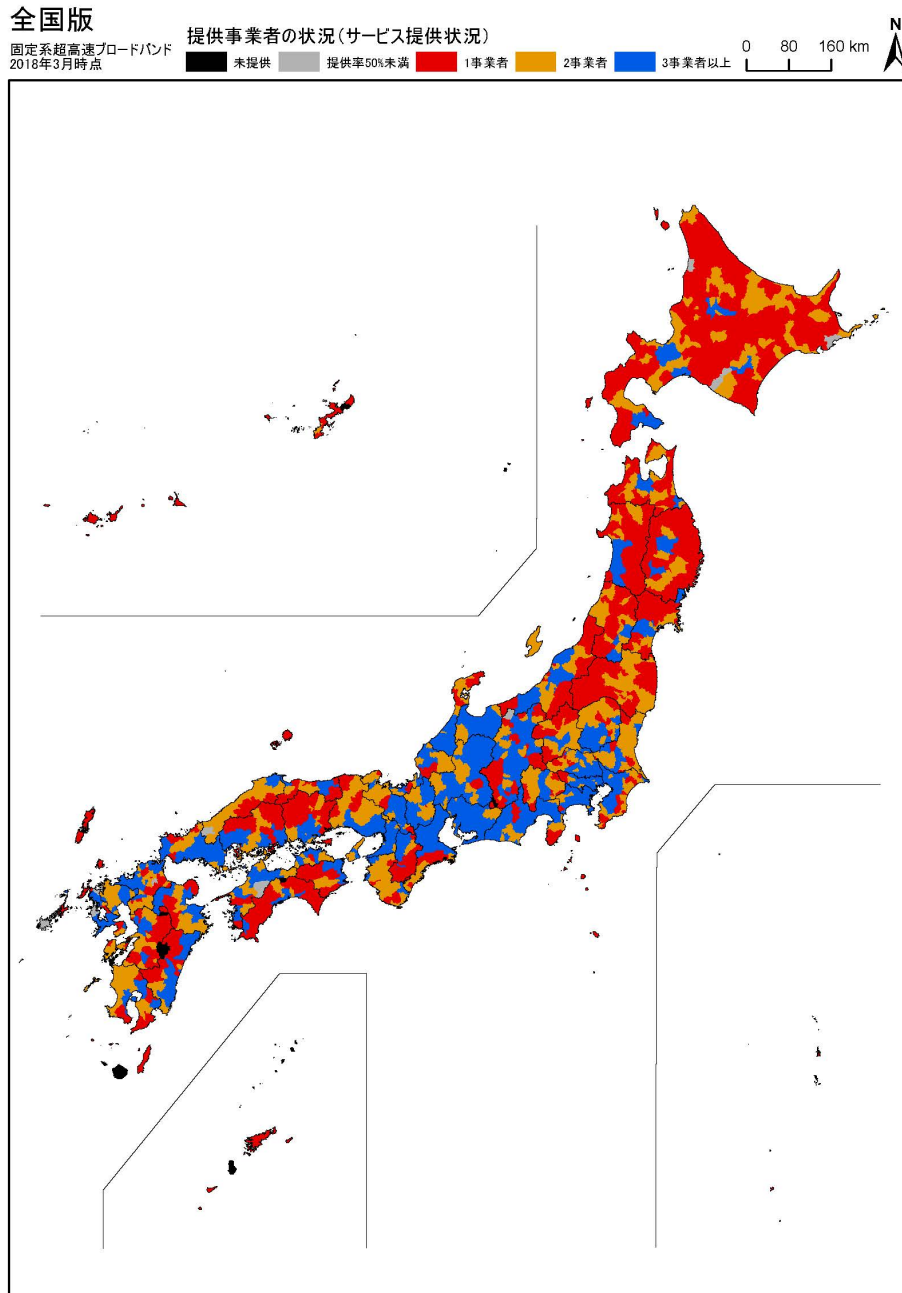 全国版
固定系超高速ブロードバンド
2018年3月時点
提供事業者の状況(サービス提供状況)
未提供 提供率50%未満 1事業者 2事業者 3事業者以上
0 80 160 km
N